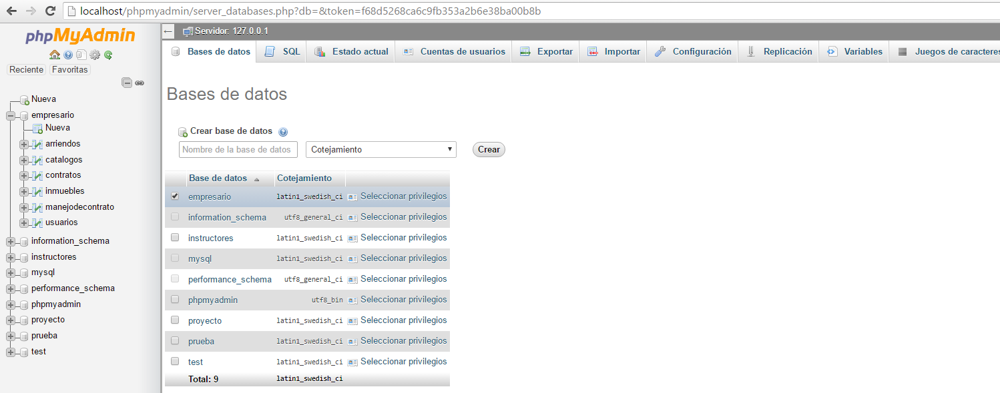 localhost/phpmyadmin/server_databases.php?db=&token=f68d5268ca6c9fb353a2b6e38ba00b8b
phpMyAdmin
Reciente Favoritas
Nueva
empresario
Nueva
arriendos
catalogos
contratos
inmuebles
manejodecontrato
usuarios
information_schema
instructores
mysql
performance_schema
phpmyadmin
proyecto
prueba
test
Servidor: 127.0.0.1
Bases de datos SQL Estado actual Cuentas de usuarios Exportar Importar Configuración Replicación Variables Juegos de caracteres
Bases de datos
Crear base de datos
Nombre de la base de datos Cotejamiento Crear
Base de datos Cotejamiento
empresario latin1_swedish_ci Seleccionar privilegios
information_schema utf8_general_ci Seleccionar privilegios
instructores latin1_swedish_ci Seleccionar privilegios
mysql latin1_swedish_ci Seleccionar privilegios
performance_schema utf8_general_ci Seleccionar privilegios
phpmyadmin utf8_bin Seleccionar privilegios
proyecto latin1_swedish_ci Seleccionar privilegios
prueba latin1_swedish_ci Seleccionar privilegios
test latin1_swedish_ci Seleccionar privilegios
Total: 9 latin1_swedish_ci